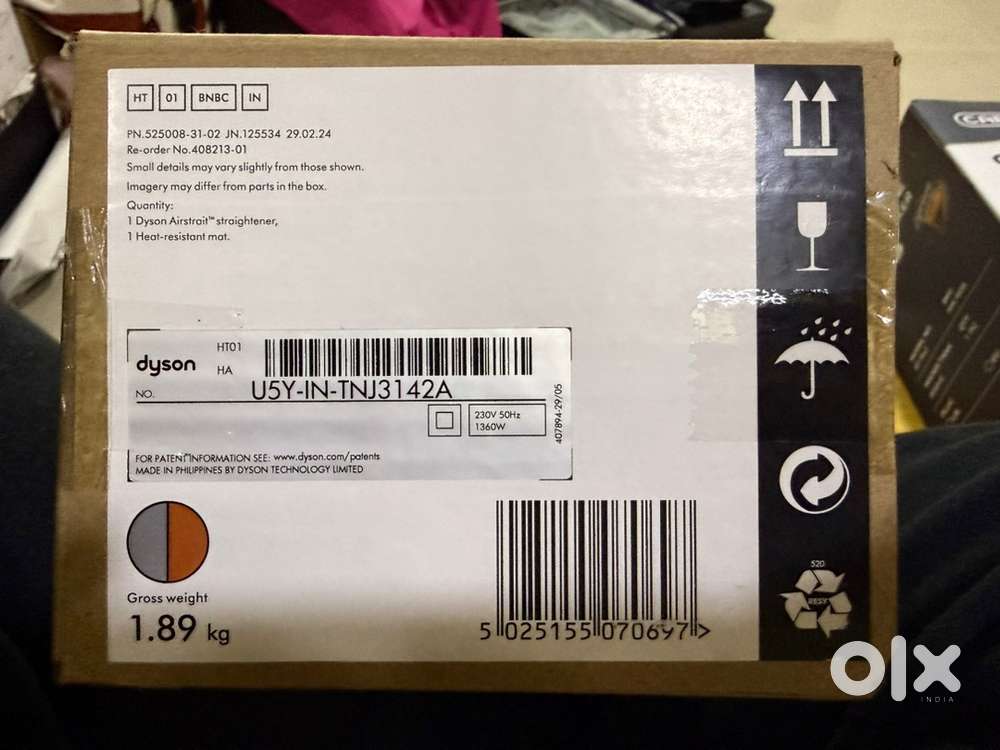 HT 01 BNBC IN
PN.525008-31-02 JN.125534 29.02.24
Re-order No.408213-01
Small details may vary slightly from those shown.
Imagery may differ from parts in the box.
Quantity:
1 Dyson Airstrait™ straightener,
1 Heat-resistant mat.
dyson
HT01
HA
NO. U5Y-IN-TNJ3142A
230V 50Hz
1360W
407894-29/05
FOR PATENT INFORMATION SEE: www.dyson.com/patents
MADE IN PHILIPPINES BY DYSON TECHNOLOGY LIMITED
Gross weight
1.89 kg
5 025155 070697 >
520
RESY
olx
INDIA